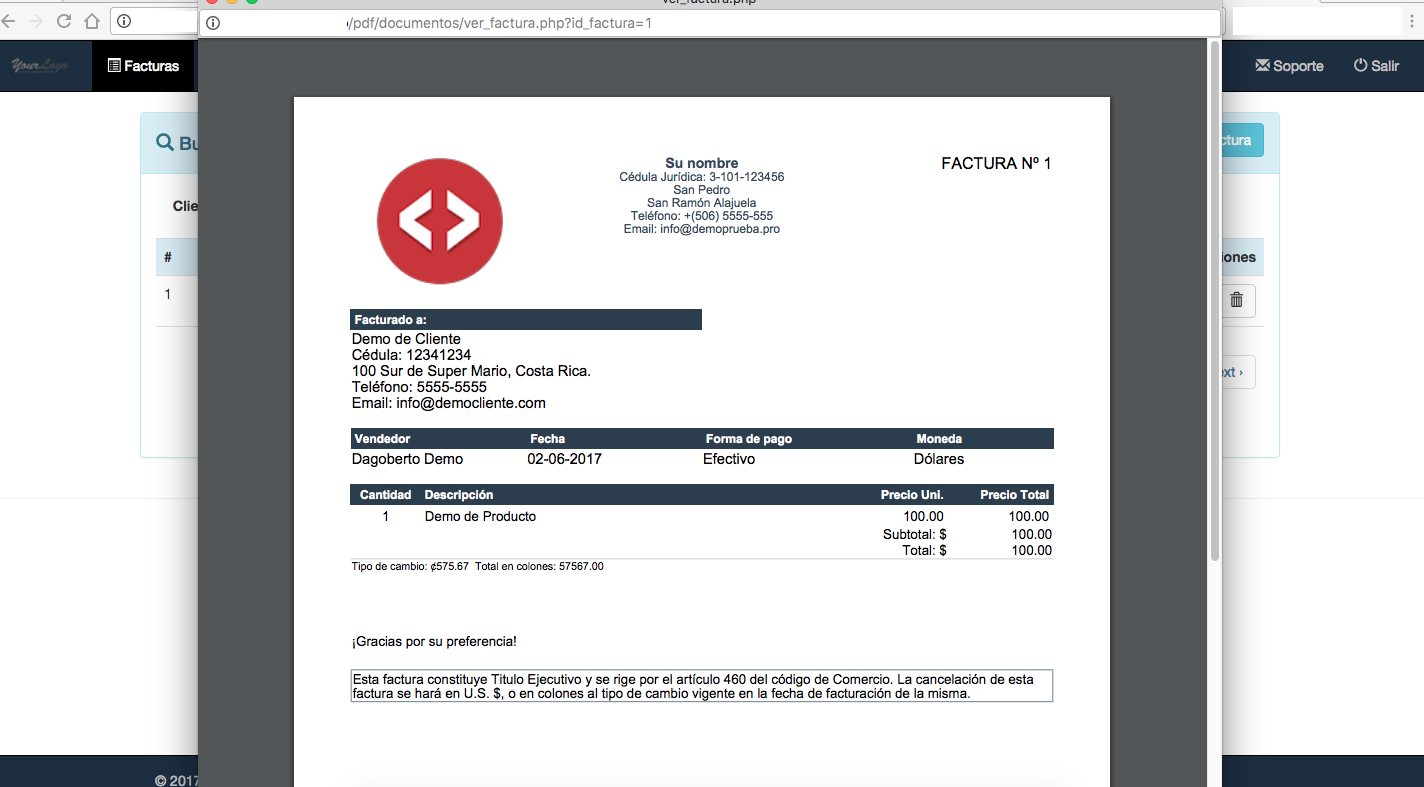 ver_factura.php
/pdf/documentos/ver_factura.php?id_factura=1
YourLogo
Facturas
Soporte
Salir
Bu
ctura
Clie
#
iones
1
ext ›
Su nombre
Cédula Jurídica: 3-101-123456
San Pedro
San Ramón Alajuela
Teléfono: +(506) 5555-555
Email: info@demoprueba.pro
FACTURA Nº 1
Facturado a:
Demo de Cliente
Cédula: 12341234
100 Sur de Super Mario, Costa Rica.
Teléfono: 5555-5555
Email: info@democliente.com
Vendedor Fecha Forma de pago Moneda
Dagoberto Demo 02-06-2017 Efectivo Dólares
Cantidad Descripción Precio Uni. Precio Total
1 Demo de Producto 100.00 100.00
Subtotal: $ 100.00
Total: $ 100.00
Tipo de cambio: ¢575.67 Total en colones: 57567.00
¡Gracias por su preferencia!
Esta factura constituye Titulo Ejecutivo y se rige por el artículo 460 del código de Comercio. La cancelación de esta
factura se hará en U.S. $, o en colones al tipo de cambio vigente en la fecha de facturación de la misma.
© 2017